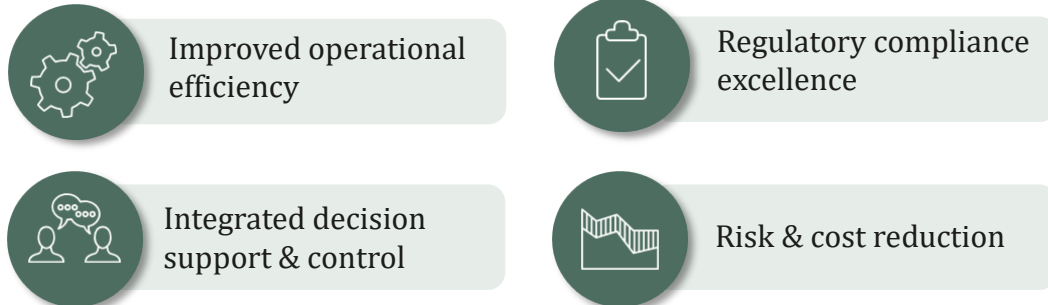 Improved operational
efficiency
Regulatory compliance
excellence
Integrated decision
support & control
Risk & cost reduction